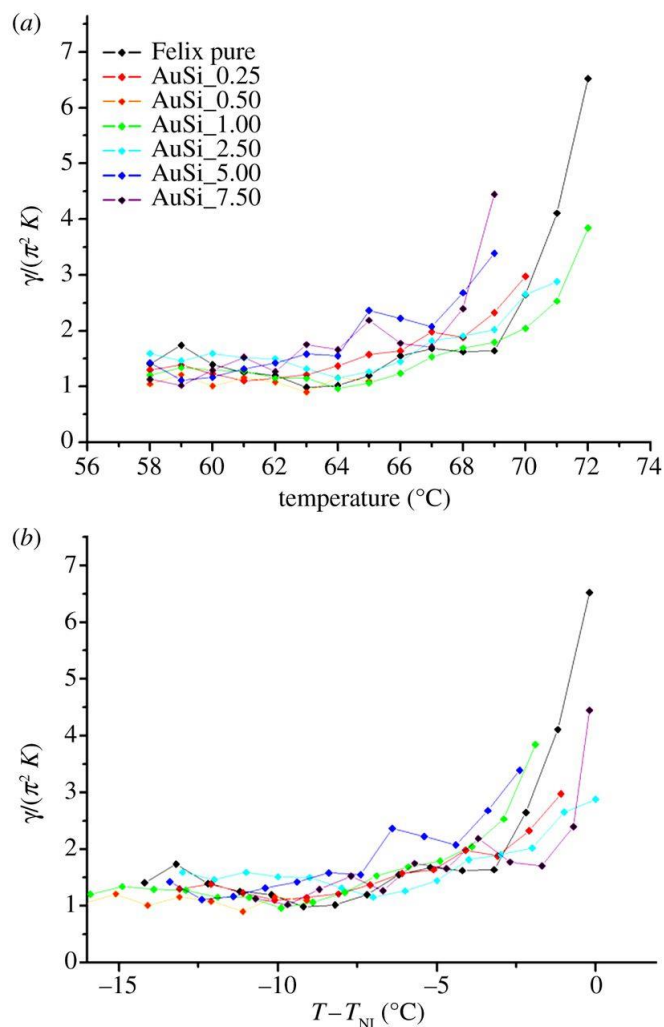 (a)
7
6
5
4
3
2
1
0
γ/(π² K)
Felix pure
AuSi_0.25
AuSi_0.50
AuSi_1.00
AuSi_2.50
AuSi_5.00
AuSi_7.50
56 58 60 62 64 66 68 70 72 74
temperature (°C)
(b)
7
6
5
4
3
2
1
0
γ/(π² K)
−15 −10 −5 0
T−T_NI (°C)